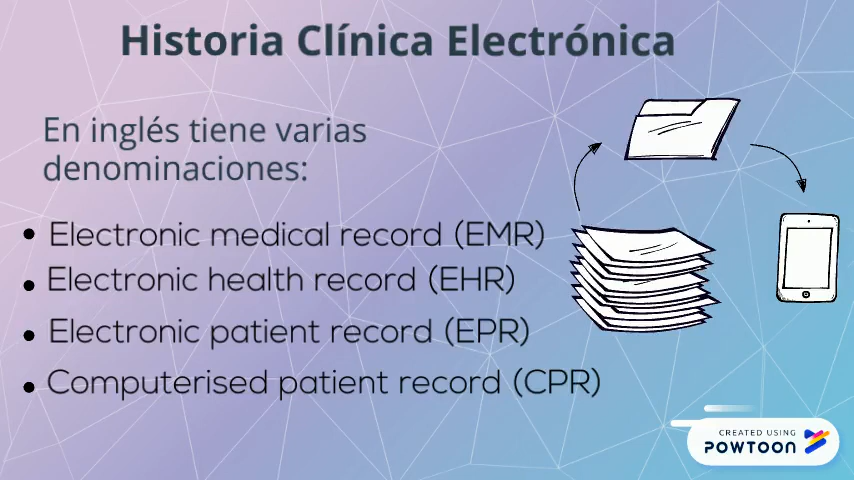 Historia Clínica Electrónica
En inglés tiene varias
denominaciones:
• Electronic medical record (EMR)
• Electronic health record (EHR)
• Electronic patient record (EPR)
• Computerised patient record (CPR)
CREATED USING
POWTOON